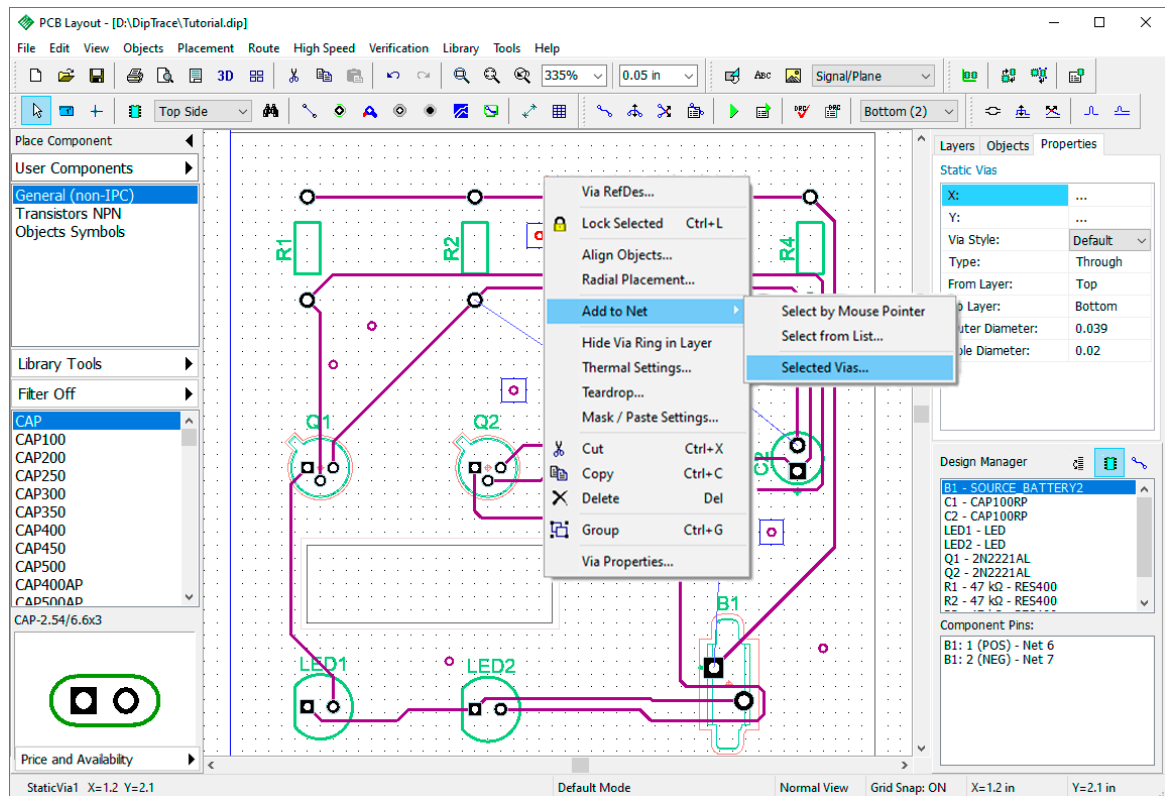 PCB Layout - [D:\DipTrace\Tutorial.dip]
File Edit View Objects Placement Route High Speed Verification Library Tools Help
3D 335% 0.05 in ABC Signal/Plane
Top Side Bottom (2)
Place Component
User Components
General (non-IPC)
Transistors NPN
Objects Symbols
Library Tools
Filter Off
CAP
CAP100
CAP200
CAP250
CAP300
CAP350
CAP400
CAP450
CAP500
CAP400AP
CAP500AP
CAP-2.54/6.6x3
Price and Availability
R1
R2
R4
Q1
Q2
C2
B1
LED1
LED2
Via RefDes...
Lock Selected Ctrl+L
Align Objects...
Radial Placement...
Add to Net
Hide Via Ring in Layer
Thermal Settings...
Teardrop...
Mask / Paste Settings...
Cut Ctrl+X
Copy Ctrl+C
Delete Del
Group Ctrl+G
Via Properties...
Select by Mouse Pointer
Select from List...
Selected Vias...
Layers Objects Properties
Static Vias
X: ...
Y: ...
Via Style: Default
Type: Through
From Layer: Top
Layer: Bottom
Diameter: 0.039
Diameter: 0.02
Design Manager
B1 - SOURCE_BATTERY2
C1 - CAP100RP
C2 - CAP100RP
LED1 - LED
LED2 - LED
Q1 - 2N2221AL
Q2 - 2N2221AL
R1 - 47 kΩ - RES400
R2 - 47 kΩ - RES400
Component Pins:
B1: 1 (POS) - Net 6
B1: 2 (NEG) - Net 7
StaticVia1 X=1.2 Y=2.1 Default Mode Normal View Grid Snap: ON X=1.2 in Y=2.1 in